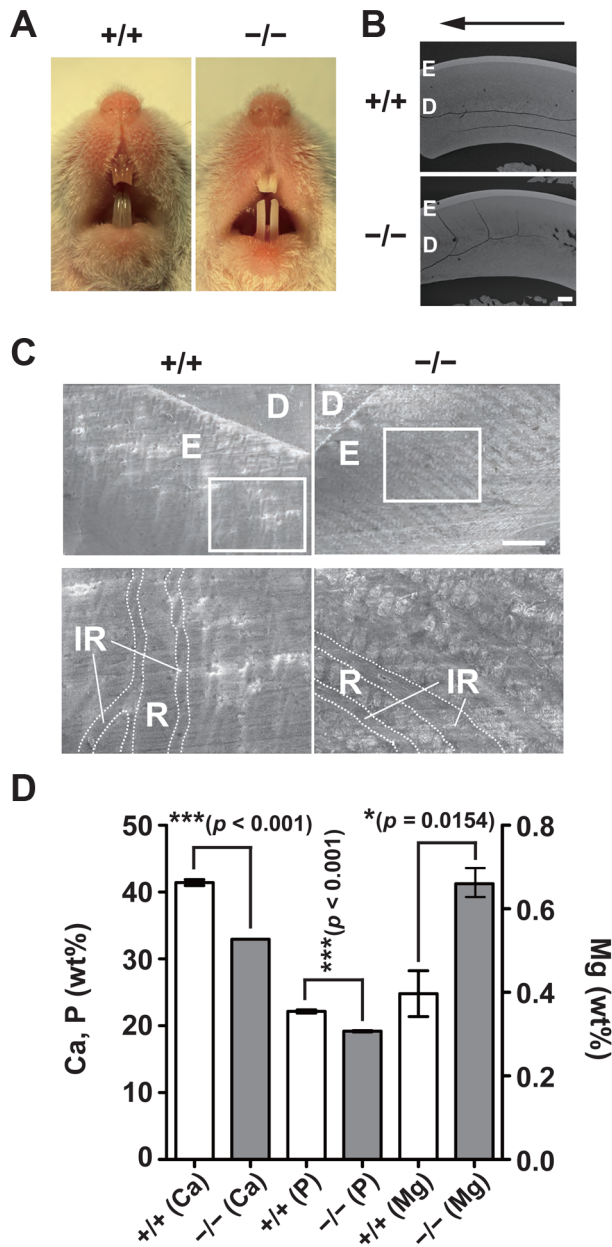 A
+/+
−/−
B
+/+
E
D
−/−
E
D
C
+/+
−/−
D
E
D
E
IR
R
R
IR
D
***(p < 0.001)
***(p < 0.001)
*(p = 0.0154)
Ca, P (wt%)
50
40
30
20
10
0
Mg (wt%)
0.8
0.6
0.4
0.2
0.0
+/+ (Ca)
−/− (Ca)
+/+ (P)
−/− (P)
+/+ (Mg)
−/− (Mg)